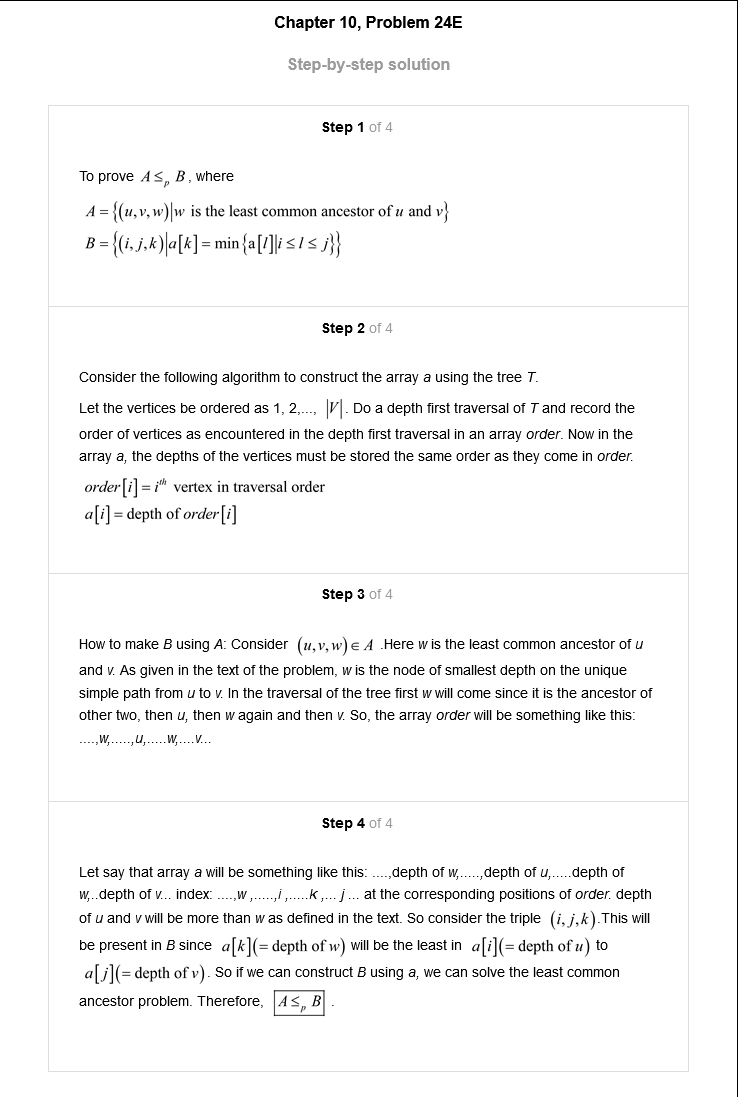 Chapter 10, Problem 24E
Step-by-step solution
Step 1 of 4
To prove A ≤p B, where
A = {(u,v,w)|w is the least common ancestor of u and v}
B = {(i, j,k)|a[k] = min{a[l]|i ≤ l ≤ j}}
Step 2 of 4
Consider the following algorithm to construct the array a using the tree T.
Let the vertices be ordered as 1, 2,..., |V|. Do a depth first traversal of T and record the
order of vertices as encountered in the depth first traversal in an array order. Now in the
array a, the depths of the vertices must be stored the same order as they come in order.
order[i] = ith vertex in traversal order
a[i] = depth of order[i]
Step 3 of 4
How to make B using A: Consider (u,v,w) ∈ A .Here w is the least common ancestor of u
and v. As given in the text of the problem, w is the node of smallest depth on the unique
simple path from u to v. In the traversal of the tree first w will come since it is the ancestor of
other two, then u, then w again and then v. So, the array order will be something like this:
....,w,.....,u,.....w,....v...
Step 4 of 4
Let say that array a will be something like this: ....,depth of w,.....,depth of u,.....depth of
w,..depth of v... index: ....,w ,.....,i ,.....k ,... j ... at the corresponding positions of order. depth
of u and v will be more than w as defined in the text. So consider the triple (i, j,k).This will
be present in B since a[k](= depth of w) will be the least in a[i](= depth of u) to
a[j](= depth of v). So if we can construct B using a, we can solve the least common
ancestor problem. Therefore, A ≤p B .